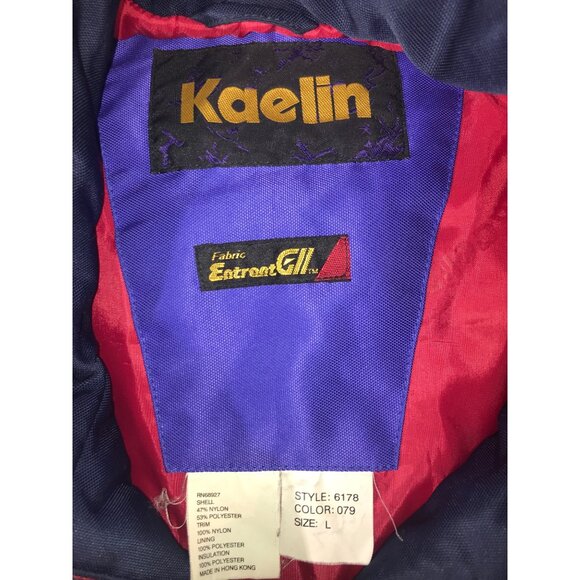 Kaelin
Fabric
Entrant GII TM
RN68927
SHELL
47% NYLON
53% POLYESTER
TRIM
100% NYLON
LINING
100% POLYESTER
INSULATION
100% POLYESTER
MADE IN HONG KONG
STYLE: 6178
COLOR: 079
SIZE: L